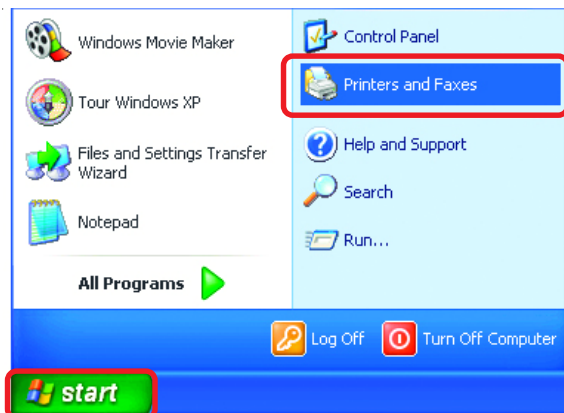 Windows Movie Maker
Tour Windows XP
Files and Settings Transfer
Wizard
Notepad
All Programs
Control Panel
Printers and Faxes
Help and Support
Search
Run...
Log Off
Turn Off Computer
start